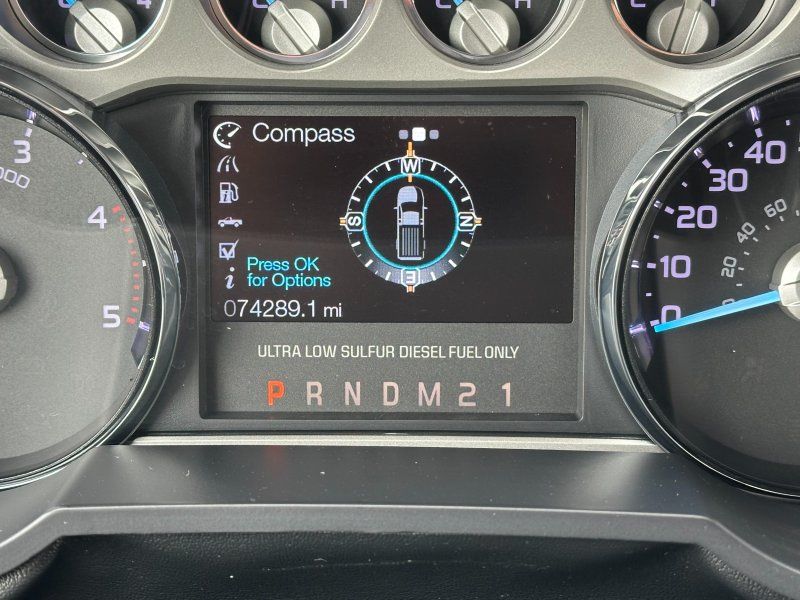 C H
C H
Compass
W
S N
E
Press OK
for Options
074289.1 mi
ULTRA LOW SULFUR DIESEL FUEL ONLY
P R N D M 2 1
3
4
5
40
30
20
10
0
60
40
20
0